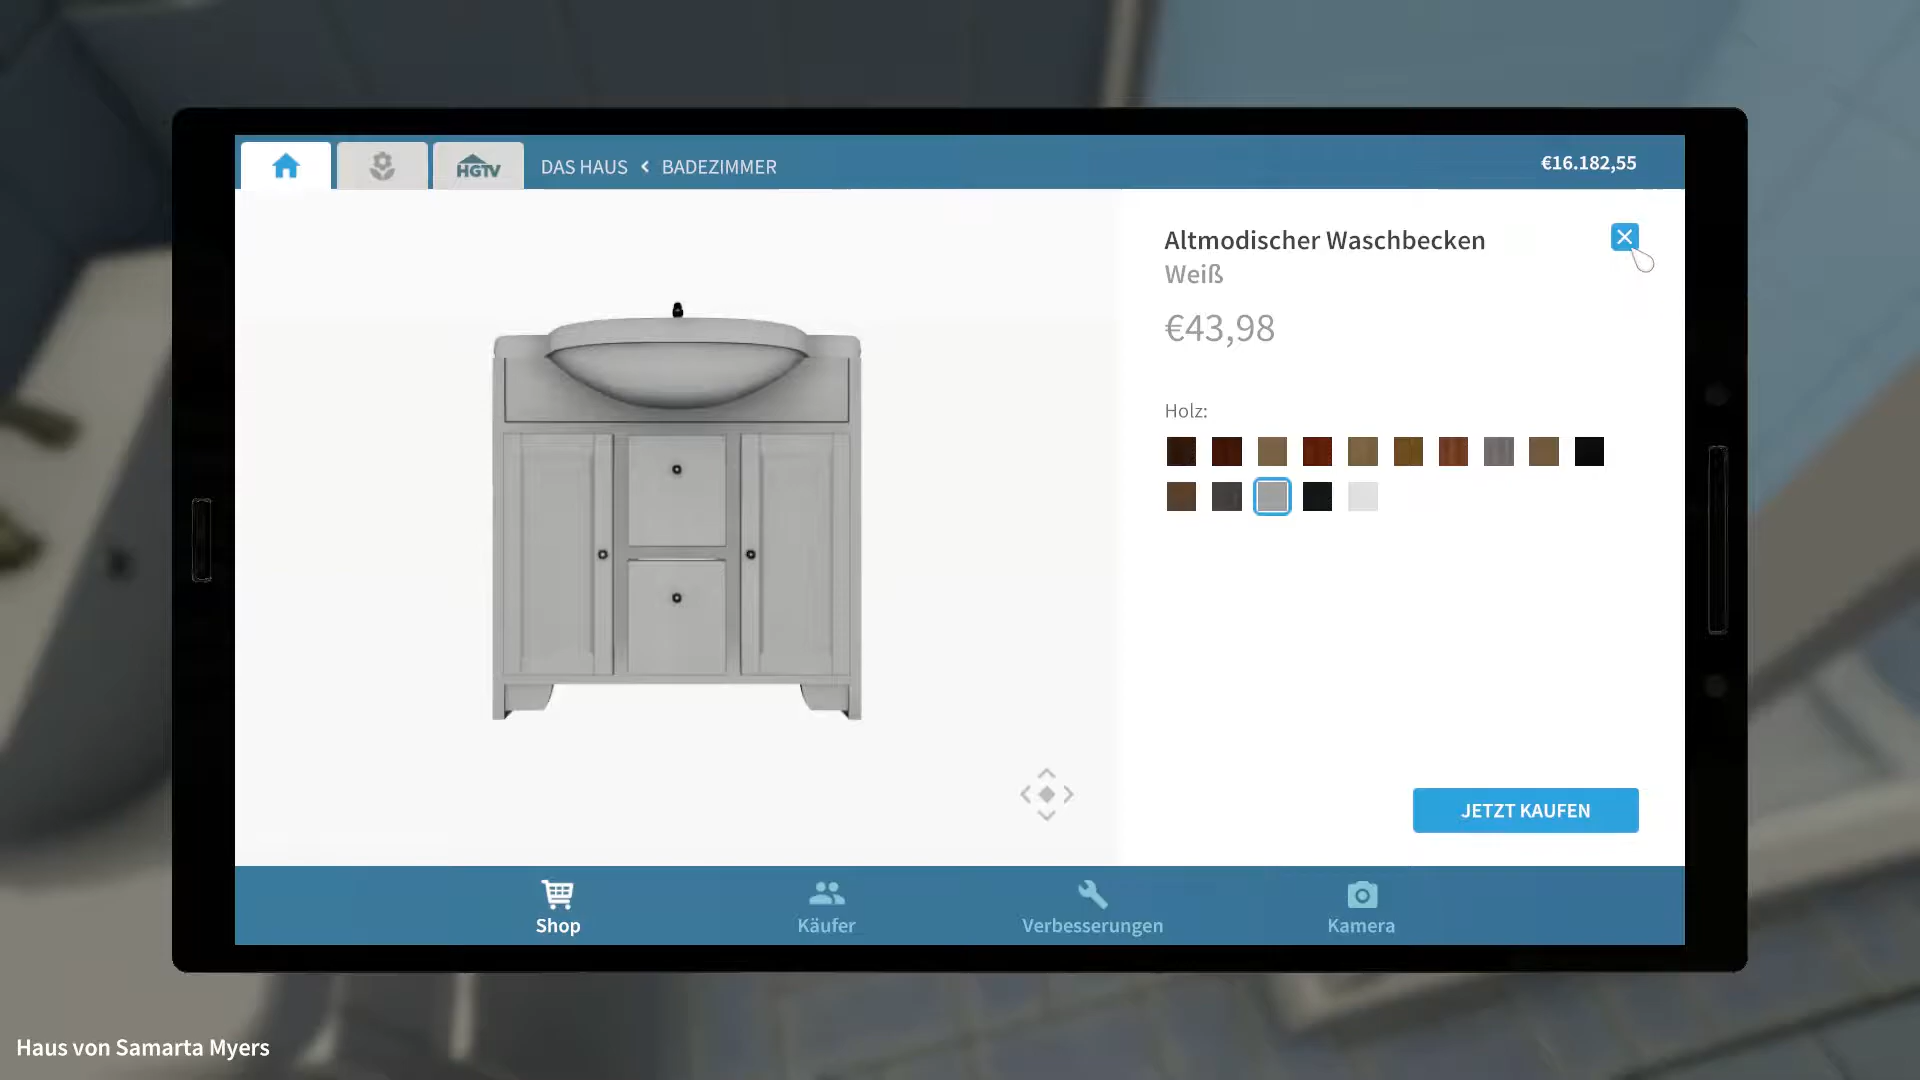 HGTV
DAS HAUS < BADEZIMMER
€16.182,55
Altmodischer Waschbecken
Weiß
€43,98
Holz:
JETZT KAUFEN
Shop
Käufer
Verbesserungen
Kamera
Haus von Samarta Myers